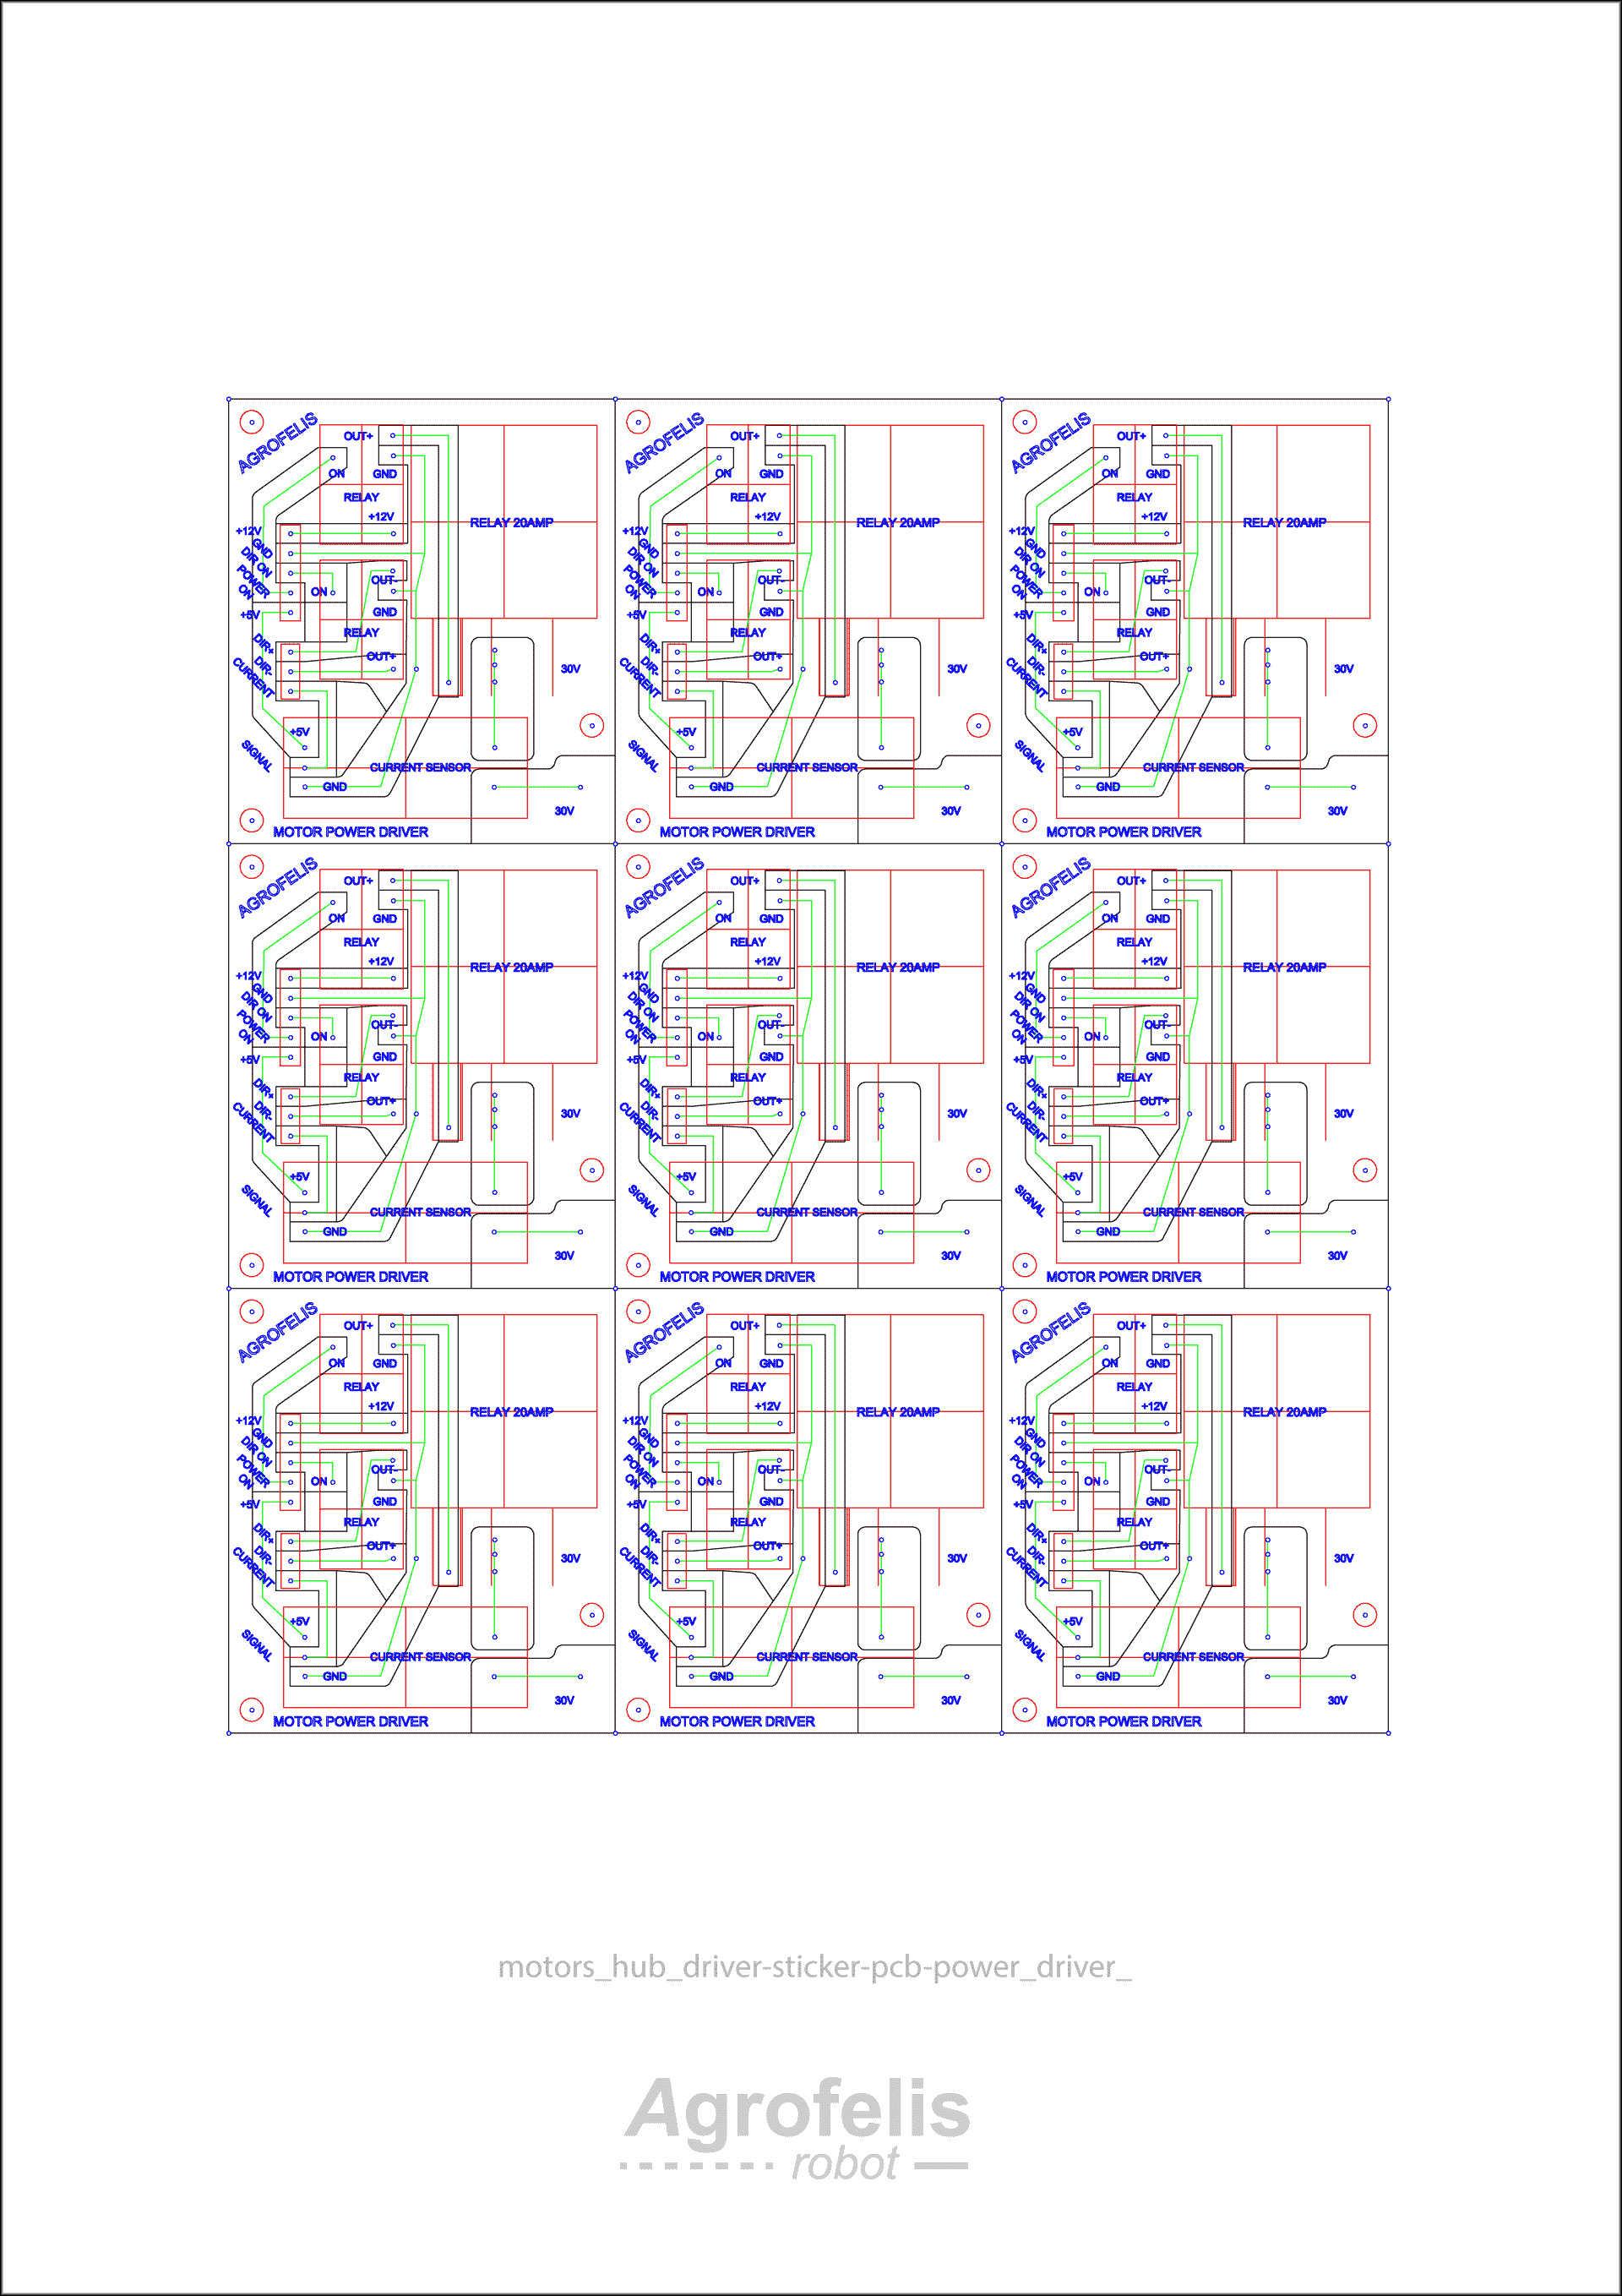 AGROFELIS
OUT+
ON
GND
RELAY
+12V
RELAY 20AMP
+12V
GND
DIR ON
POWER
ON
+5V
OUT-
ON
GND
RELAY
DIR+
DIR-
CURRENT
OUT+
30V
+5V
SIGNAL
CURRENT SENSOR
GND
30V
MOTOR POWER DRIVER
AGROFELIS
OUT+
ON
GND
RELAY
+12V
RELAY 20AMP
+12V
GND
DIR ON
POWER
ON
+5V
OUT-
ON
GND
RELAY
DIR+
DIR-
CURRENT
OUT+
30V
+5V
SIGNAL
CURRENT SENSOR
GND
30V
MOTOR POWER DRIVER
AGROFELIS
OUT+
ON
GND
RELAY
+12V
RELAY 20AMP
+12V
GND
DIR ON
POWER
ON
+5V
OUT-
ON
GND
RELAY
DIR+
DIR-
CURRENT
OUT+
30V
+5V
SIGNAL
CURRENT SENSOR
GND
30V
MOTOR POWER DRIVER
AGROFELIS
OUT+
ON
GND
RELAY
+12V
RELAY 20AMP
+12V
GND
DIR ON
POWER
ON
+5V
OUT-
ON
GND
RELAY
DIR+
DIR-
CURRENT
OUT+
30V
+5V
SIGNAL
CURRENT SENSOR
GND
30V
MOTOR POWER DRIVER
AGROFELIS
OUT+
ON
GND
RELAY
+12V
RELAY 20AMP
+12V
GND
DIR ON
POWER
ON
+5V
OUT-
ON
GND
RELAY
DIR+
DIR-
CURRENT
OUT+
30V
+5V
SIGNAL
CURRENT SENSOR
GND
30V
MOTOR POWER DRIVER
AGROFELIS
OUT+
ON
GND
RELAY
+12V
RELAY 20AMP
+12V
GND
DIR ON
POWER
ON
+5V
OUT-
ON
GND
RELAY
DIR+
DIR-
CURRENT
OUT+
30V
+5V
SIGNAL
CURRENT SENSOR
GND
30V
MOTOR POWER DRIVER
AGROFELIS
OUT+
ON
GND
RELAY
+12V
RELAY 20AMP
+12V
GND
DIR ON
POWER
ON
+5V
OUT-
ON
GND
RELAY
DIR+
DIR-
CURRENT
OUT+
30V
+5V
SIGNAL
CURRENT SENSOR
GND
30V
MOTOR POWER DRIVER
AGROFELIS
OUT+
ON
GND
RELAY
+12V
RELAY 20AMP
+12V
GND
DIR ON
POWER
ON
+5V
OUT-
ON
GND
RELAY
DIR+
DIR-
CURRENT
OUT+
30V
+5V
SIGNAL
CURRENT SENSOR
GND
30V
MOTOR POWER DRIVER
AGROFELIS
OUT+
ON
GND
RELAY
+12V
RELAY 20AMP
+12V
GND
DIR ON
POWER
ON
+5V
OUT-
ON
GND
RELAY
DIR+
DIR-
CURRENT
OUT+
30V
+5V
SIGNAL
CURRENT SENSOR
GND
30V
MOTOR POWER DRIVER
motors_hub_driver-sticker-pcb-power_driver_
Agrofelis
robot